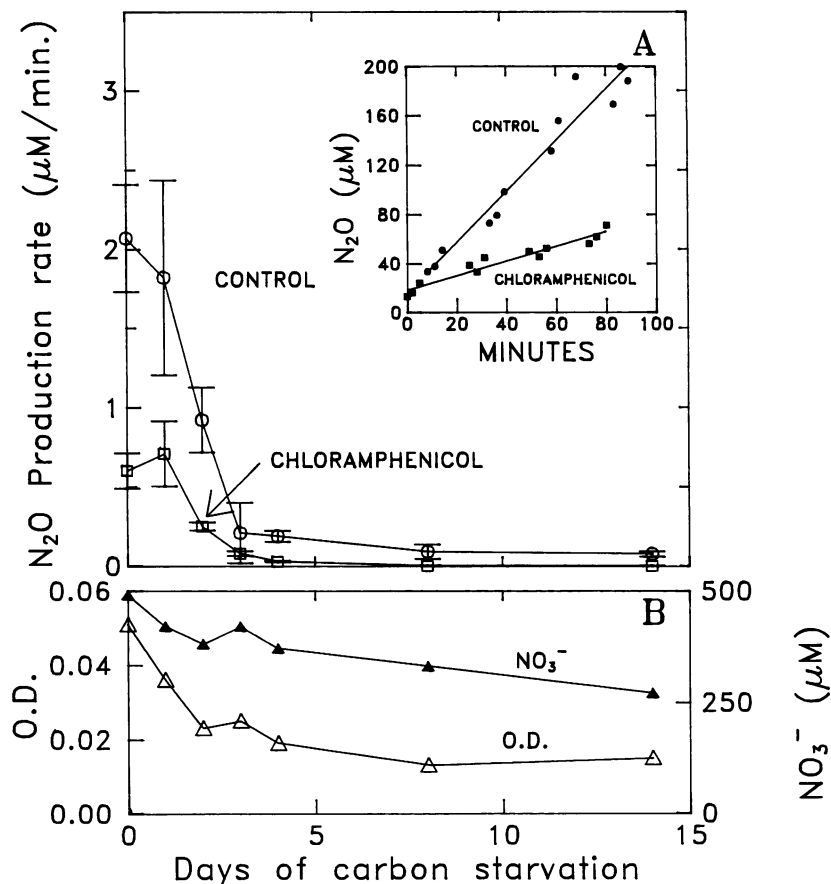 A
3
2
1
0
N₂O Production rate (µM/min.)
CONTROL
CHLORAMPHENICOL
200
160
120
80
40
0
N₂O (µM)
CONTROL
CHLORAMPHENICOL
0 20 40 60 80 100
MINUTES
B
0.06
0.04
0.02
0.00
O.D.
NO₃⁻
O.D.
500
250
0
NO₃⁻ (µM)
0 5 10 15
Days of carbon starvation